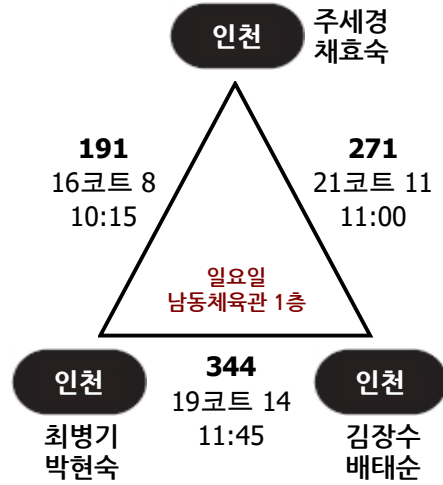 인천
주세경
채효숙
191
16코트 8
10:15
271
21코트 11
11:00
일요일
남동체육관 1층
인천
최병기
박현숙
344
19코트 14
11:45
인천
김장수
배태순